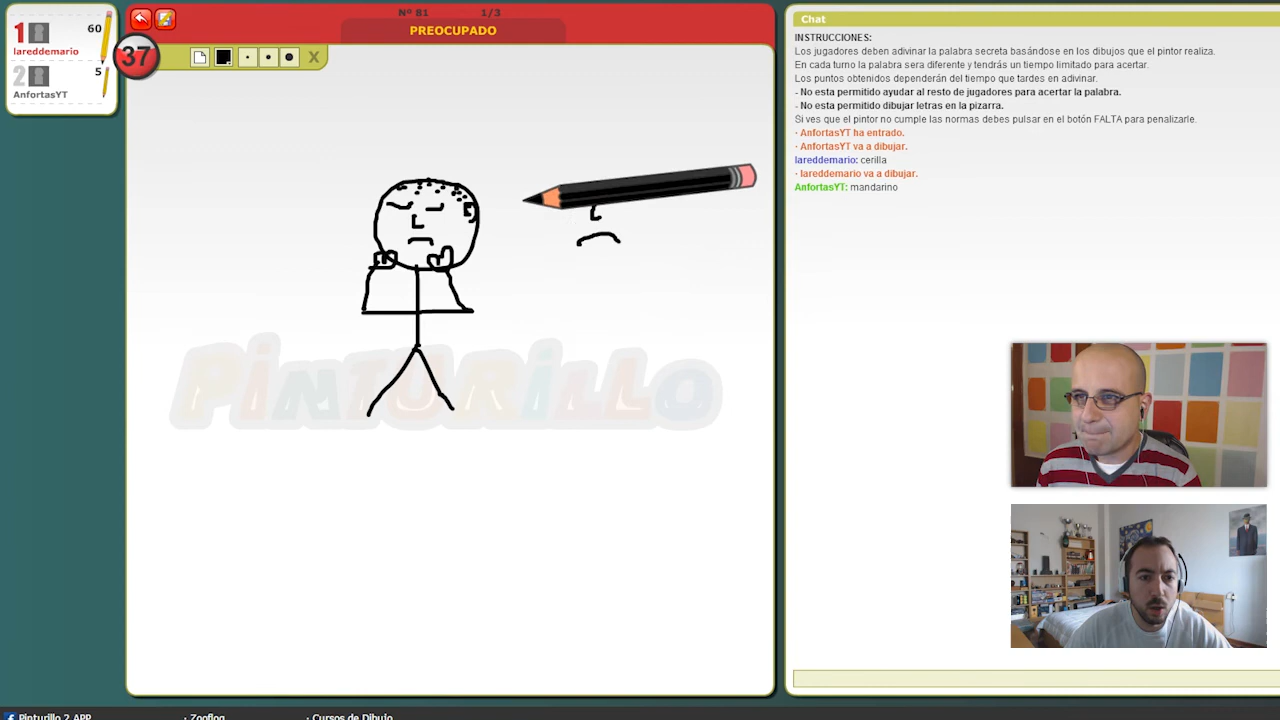 1
60
lareddemario
2
5
AnfortasYT
37
Nº 81
1/3
PREOCUPADO
X
PINTURILLO
Chat
INSTRUCCIONES:
Los jugadores deben adivinar la palabra secreta basándose en los dibujos que el pintor realiza.
En cada turno la palabra sera diferente y tendrás un tiempo limitado para acertar.
Los puntos obtenidos dependerán del tiempo que tardes en adivinar.
- No esta permitido ayudar al resto de jugadores para acertar la palabra.
- No esta permitido dibujar letras en la pizarra.
Si ves que el pintor no cumple las normas debes pulsar en el botón FALTA para penalizarle.
· AnfortasYT ha entrado.
· AnfortasYT va a dibujar.
lareddemario: cerilla
· lareddemario va a dibujar.
AnfortasYT: mandarino
f Pinturillo 2 APP
· Zooflog
· Cursos de Dibujo